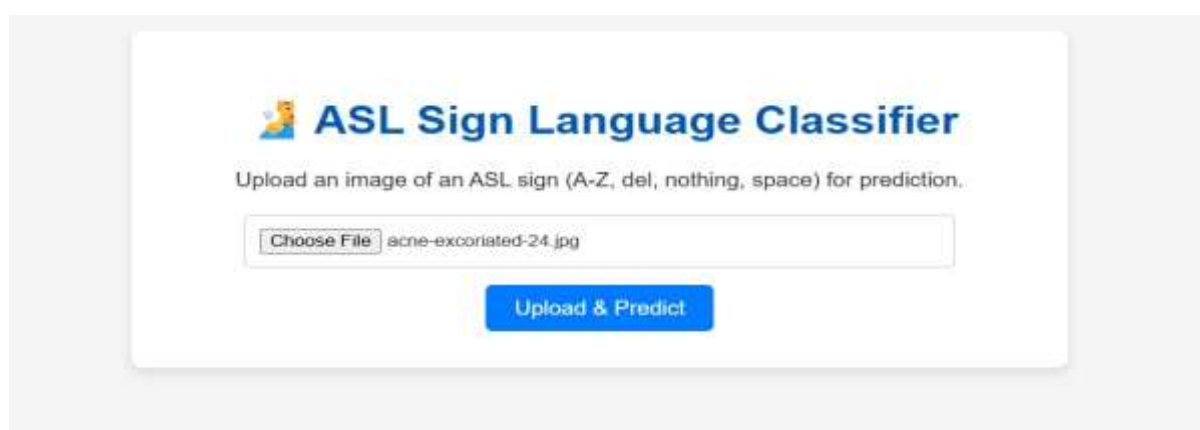 ASL Sign Language Classifier
Upload an image of an ASL sign (A-Z, del, nothing, space) for prediction.
Choose File acne-excoriated-24.jpg
Upload & Predict